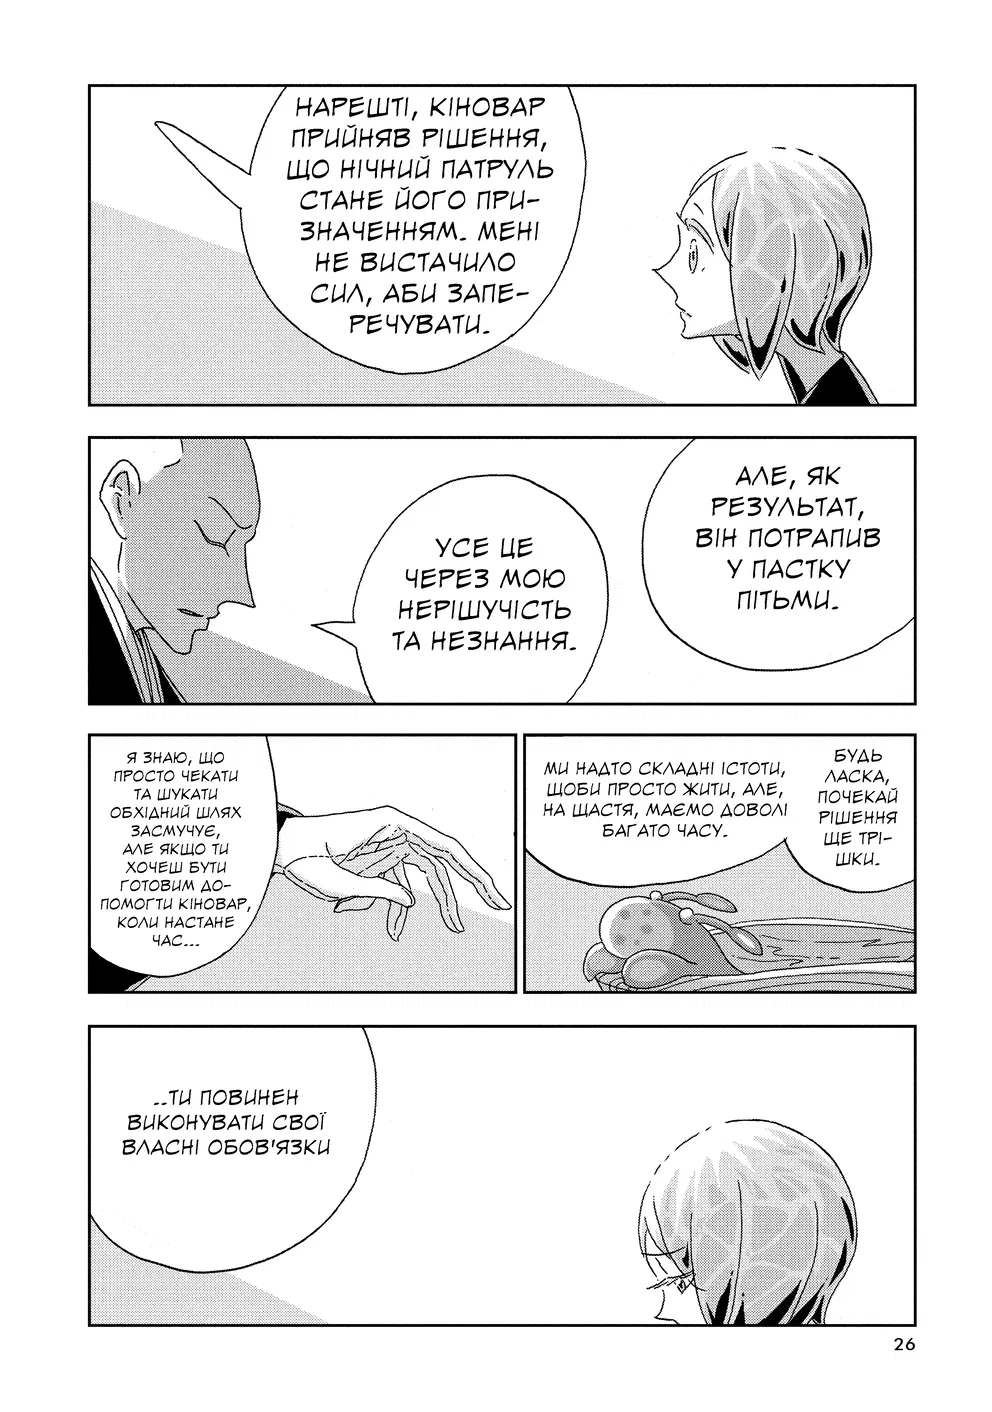 НАРЕШТІ, КІНОВАР
ПРИЙНЯВ РІШЕННЯ,
ЩО НІЧНИЙ ПАТРУЛЬ
СТАНЕ ЙОГО ПРИ-
ЗНАЧЕННЯМ. МЕНІ
НЕ ВИСТАЧИЛО
СИЛ, АБИ ЗАПЕ-
РЕЧУВАТИ.
АЛЕ, ЯК
РЕЗУЛЬТАТ,
ВІН ПОТРАПИВ
У ПАСТКУ
ПІТЬМИ.
УСЕ ЦЕ
ЧЕРЕЗ МОЮ
НЕРІШУЧІСТЬ
ТА НЕЗНАННЯ.
БУДЬ
ЛАСКА,
ПОЧЕКАЙ
РІШЕННЯ
ЩЕ ТРІ-
ШКИ.
МИ НАДТО СКЛАДНІ ІСТОТИ,
ЩОБИ ПРОСТО ЖИТИ, АЛЕ,
НА ЩАСТЯ, МАЄМО ДОВОЛІ
БАГАТО ЧАСУ.
Я ЗНАЮ, ЩО
ПРОСТО ЧЕКАТИ
ТА ШУКАТИ
ОБХІДНИЙ ШЛЯХ
ЗАСМУЧУЄ,
АЛЕ ЯКЩО ТИ
ХОЧЕШ БУТИ
ГОТОВИМ ДО-
ПОМОГТИ КІНОВАР,
КОЛИ НАСТАНЕ
ЧАС...
..ТИ ПОВИНЕН
ВИКОНУВАТИ СВОЇ
ВЛАСНІ ОБОВ'ЯЗКИ
26